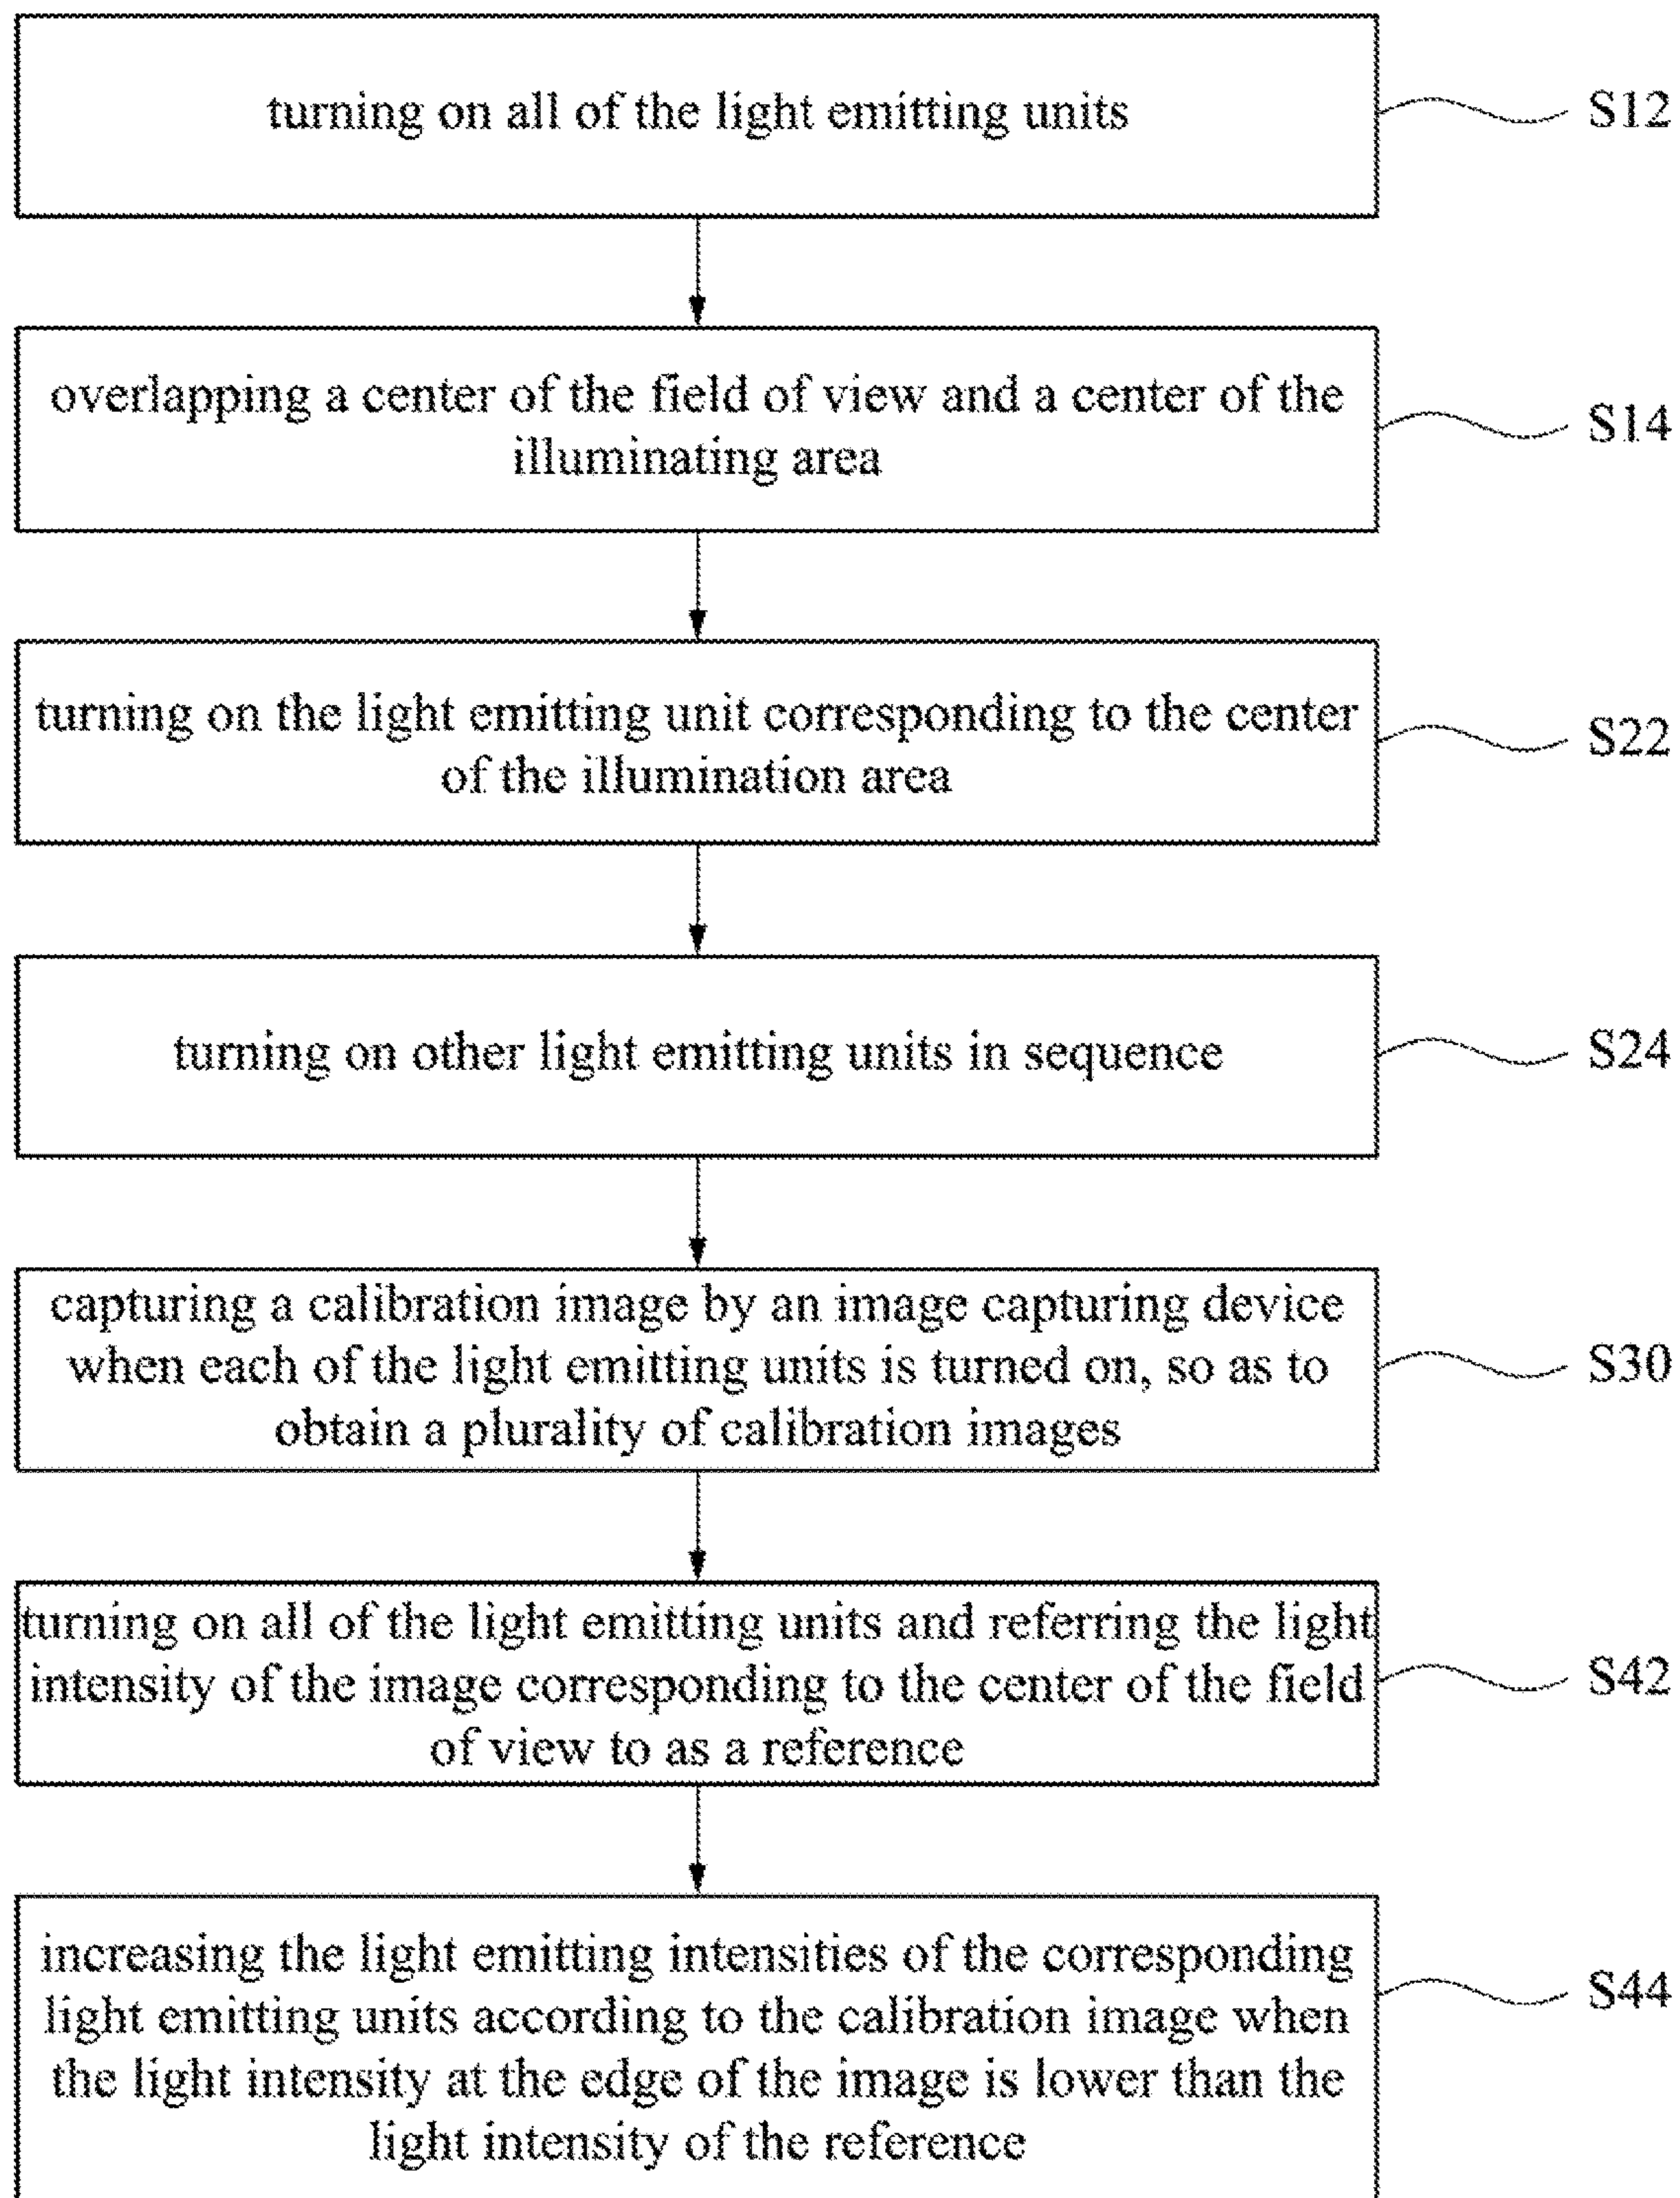 turning on all of the light emitting units
S12
overlapping a center of the field of view and a center of the
illuminating area
S14
turning on the light emitting unit corresponding to the center
of the illumination area
S22
turning on other light emitting units in sequence
S24
capturing a calibration image by an image capturing device
when each of the light emitting units is turned on, so as to
obtain a plurality of calibration images
S30
turning on all of the light emitting units and referring the light
intensity of the image corresponding to the center of the field
of view to as a reference
S42
increasing the light emitting intensities of the corresponding
light emitting units according to the calibration image when
the light intensity at the edge of the image is lower than the
light intensity of the reference
S44